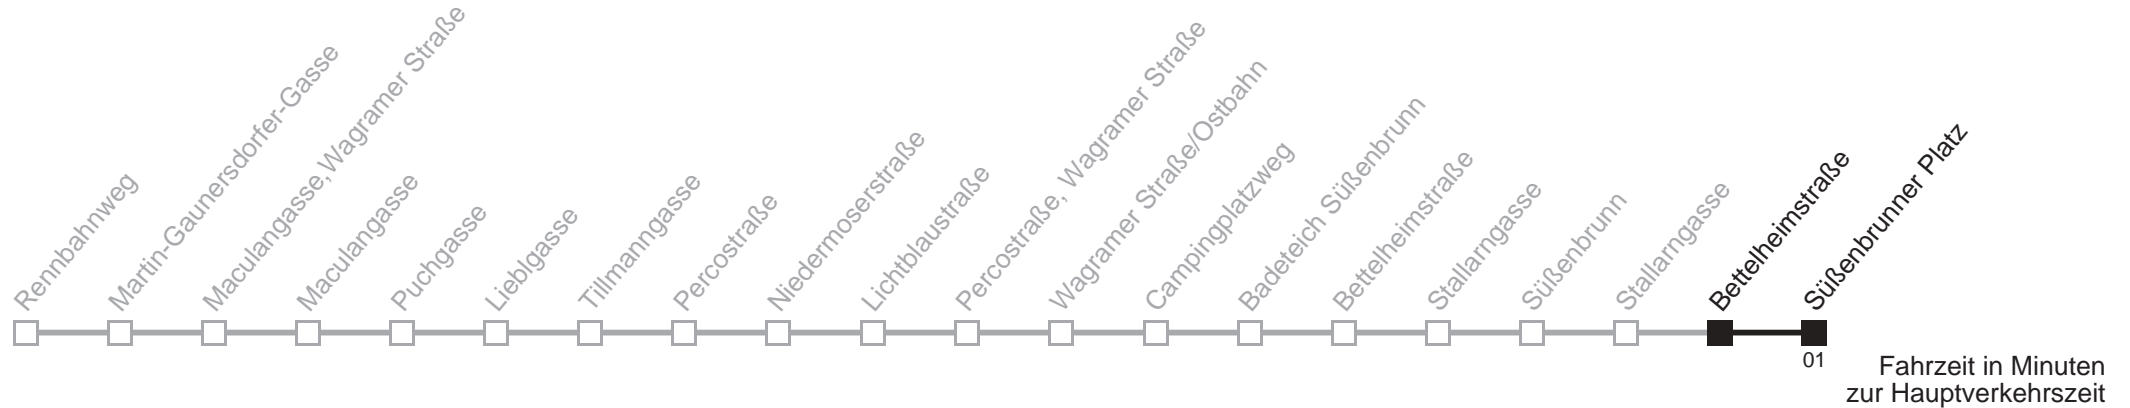 Rennbahnweg
Martin-Gaunersdorfer-Gasse
Maculangasse, Wagramer Straße
Maculangasse
Puchgasse
Lieblgasse
Tillmanngasse
Percostraße
Niedermoserstraße
Lichtblaustraße
Percostraße, Wagramer Straße
Wagramer Straße/Ostbahn
Campingplatzweg
Badeteich Süßenbrunn
Bettelheimstraße
Stallarngasse
Süßenbrunn
Stallarngasse
Bettelheimstraße
Süßenbrunner Platz
01
Fahrzeit in Minuten
zur Hauptverkehrszeit